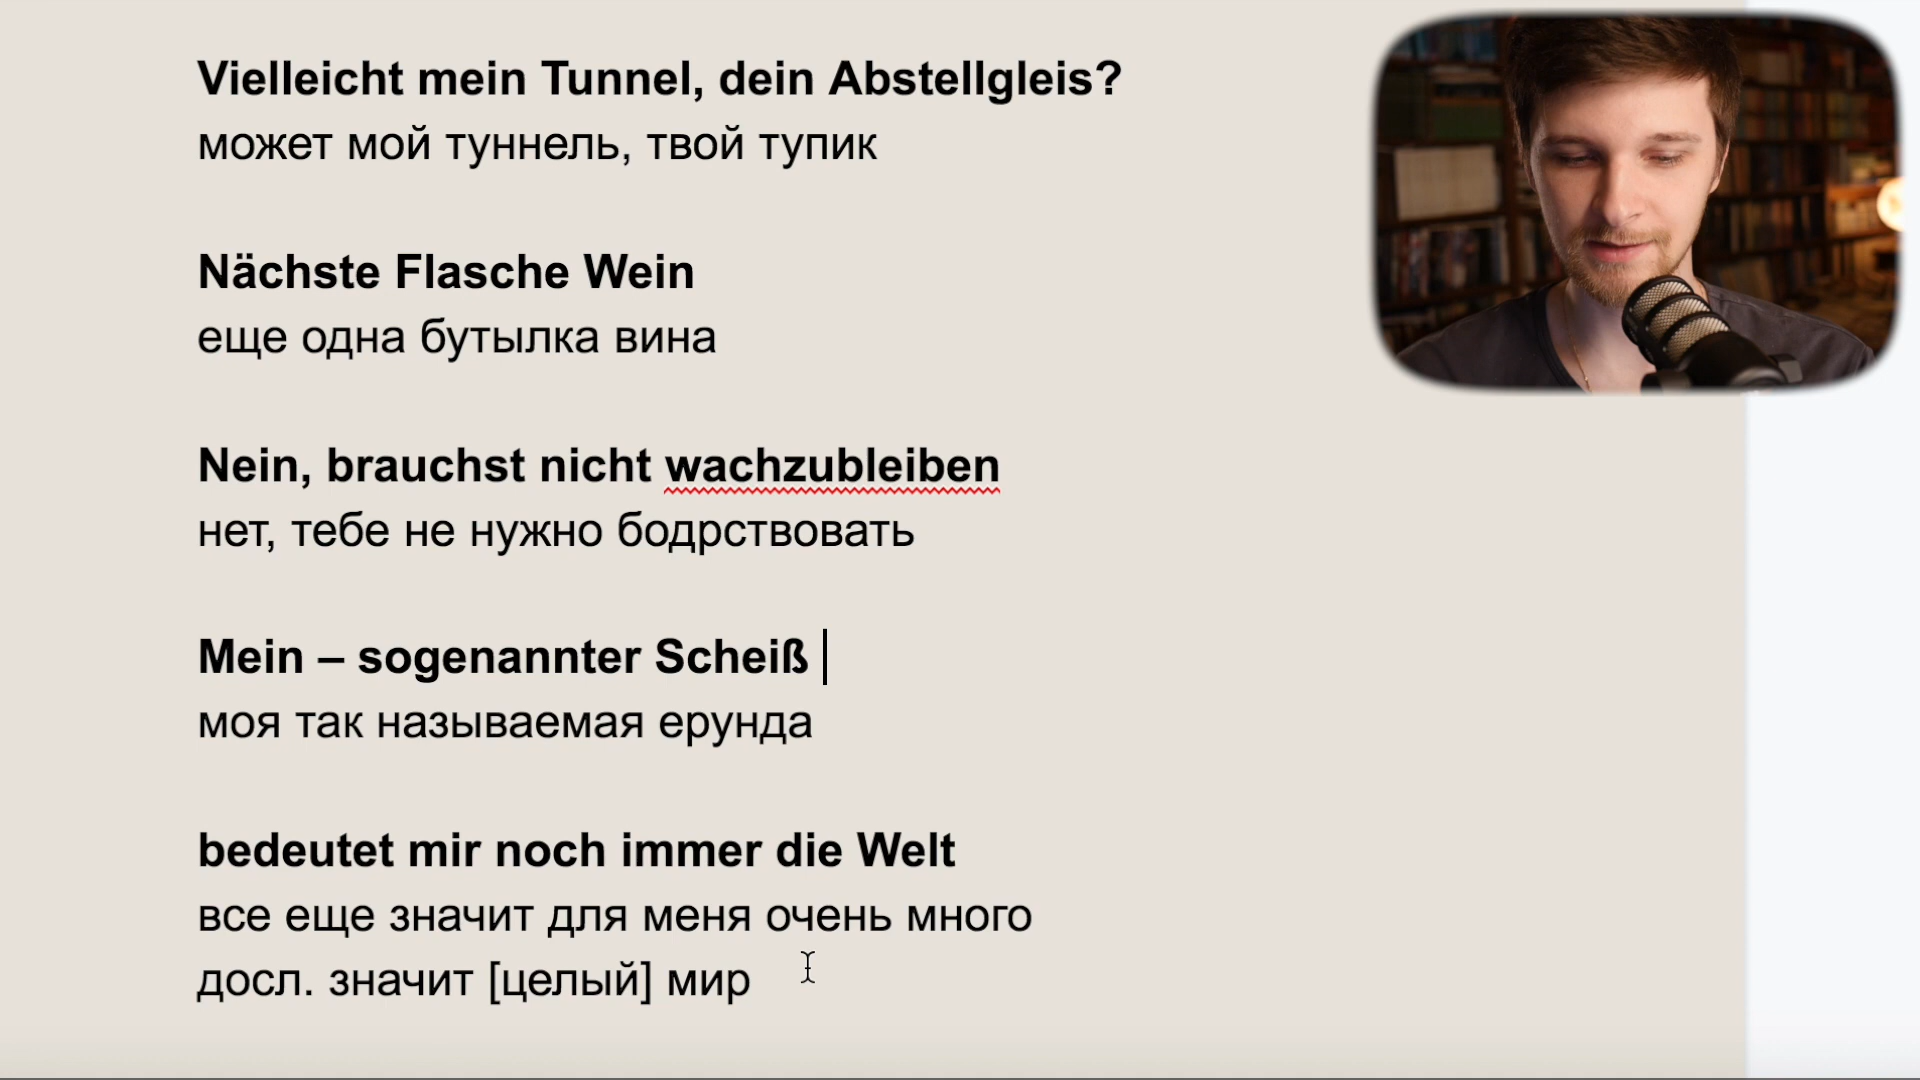 Vielleicht mein Tunnel, dein Abstellgleis?
может мой туннель, твой тупик
Nächste Flasche Wein
еще одна бутылка вина
Nein, brauchst nicht wachzubleiben
нет, тебе не нужно бодрствовать
Mein – sogenannter Scheiß
моя так называемая ерунда
bedeutet mir noch immer die Welt
все еще значит для меня очень много
досл. значит [целый] мир